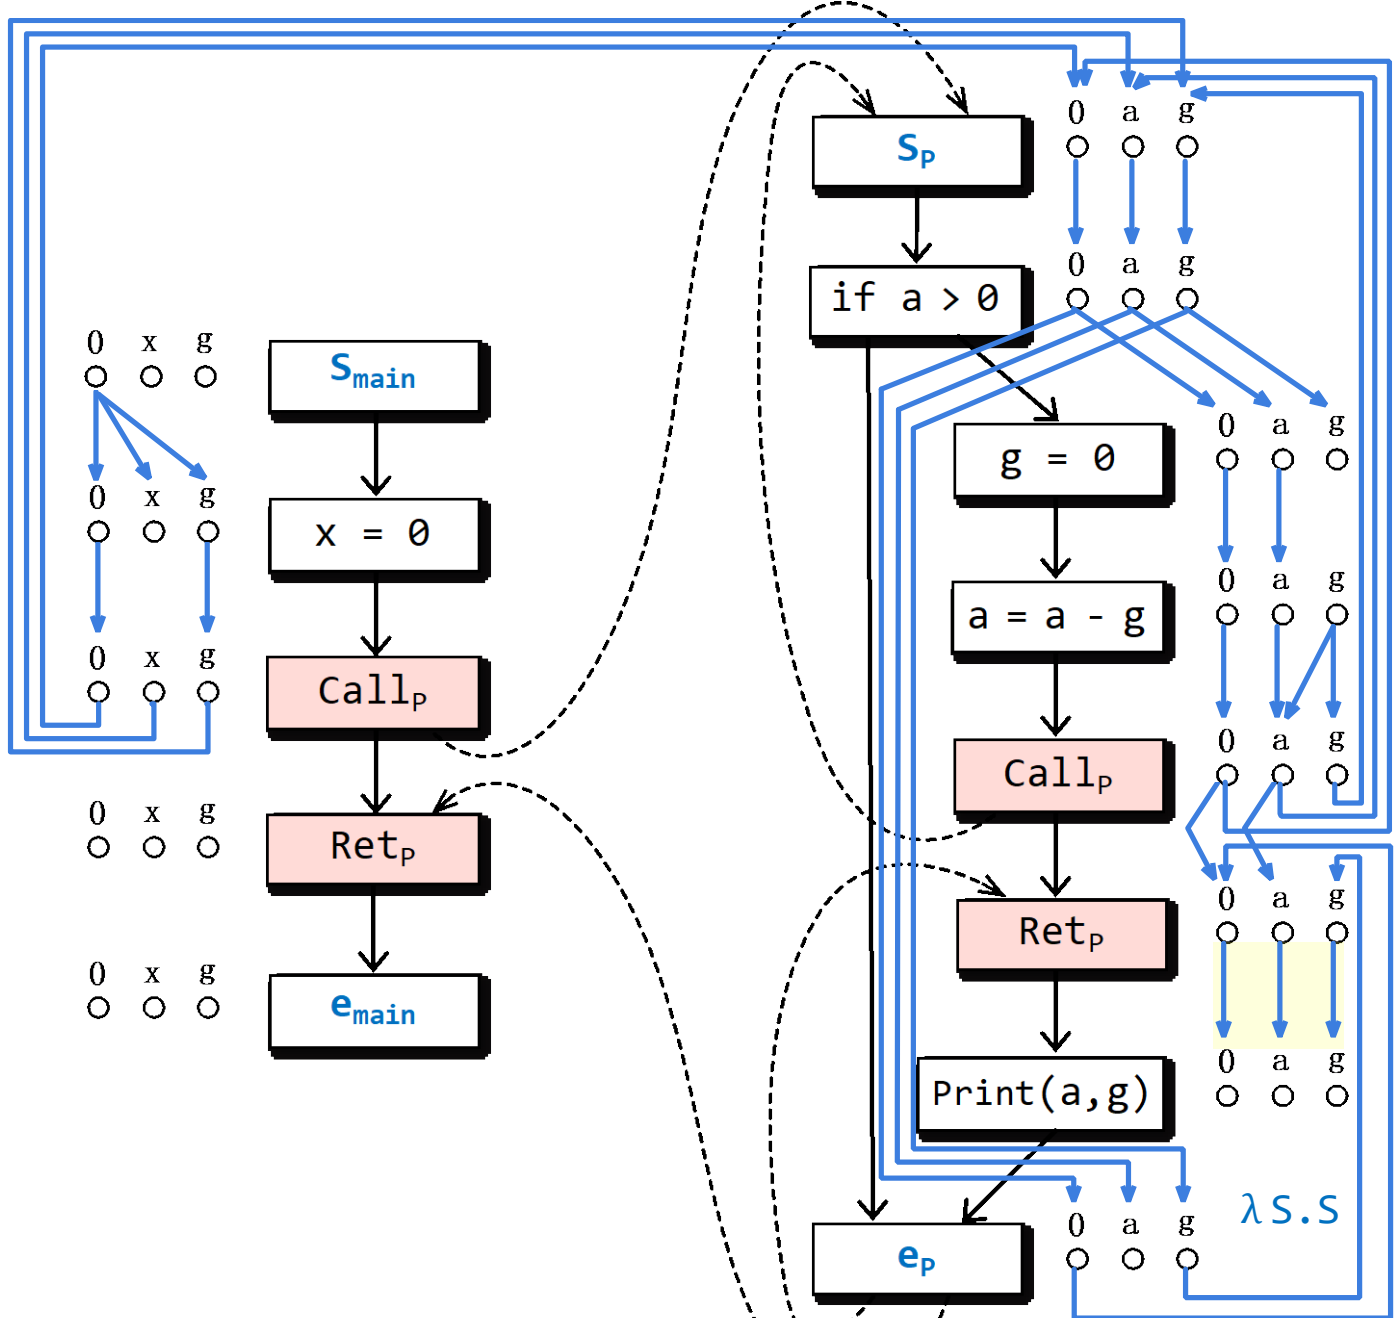 0 a g
S_P
0 a g
if a > 0
0 x g
S_main
0 a g
g = 0
0 x g
x = 0
0 a g
a = a - g
0 x g
Call_P
0 a g
Call_P
0 x g
Ret_P
0 a g
Ret_P
0 x g
e_main
0 a g
Print(a,g)
λ S.S
0 a g
e_P